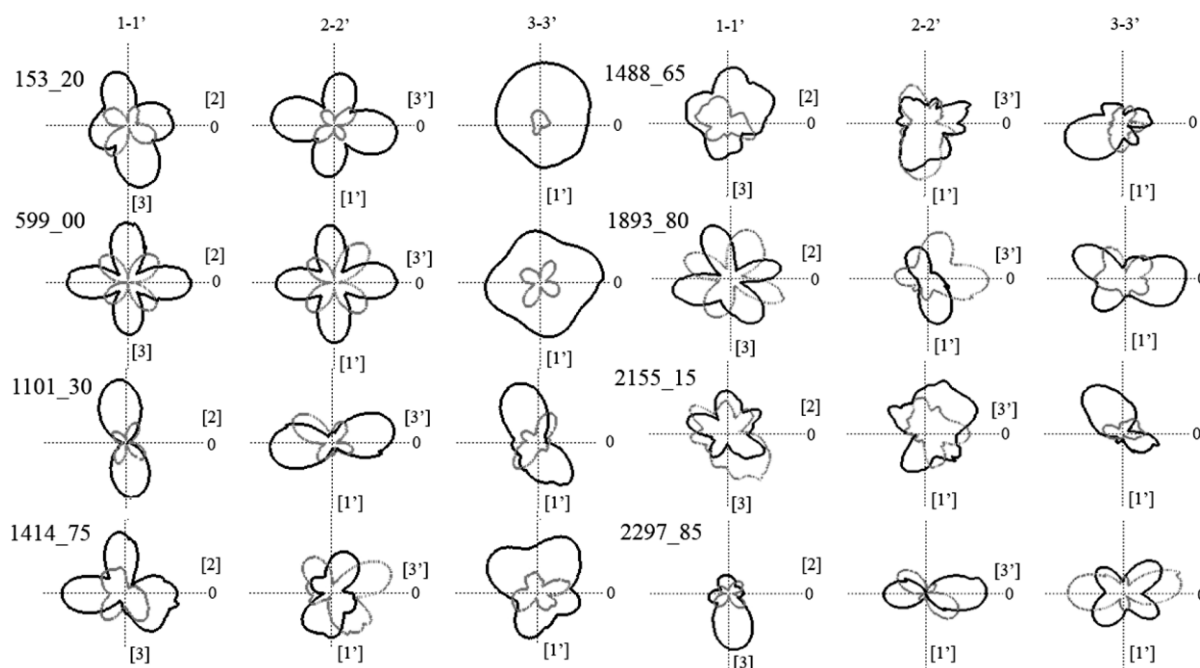 1-1’ 2-2’ 3-3’ 1-1’ 2-2’ 3-3’
153_20 1488_65
[2] [3’] [2] [3’]
0 0 0 0 0 0
[3] [1’] [1’] [3] [1’] [1’]
599_00 1893_80
[2] [3’] [2] [3’]
0 0 0 0 0 0
[3] [1’] [1’] [3] [1’] [1’]
1101_30 2155_15
[2] [3’] [2] [3’]
0 0 0 0 0 0
[1’] [1’] [3] [1’] [1’]
1414_75 2297_85
[2] [3’] [2] [3’]
0 0 0 0 0 0
[3] [1’] [1’] [3] [1’] [1’]